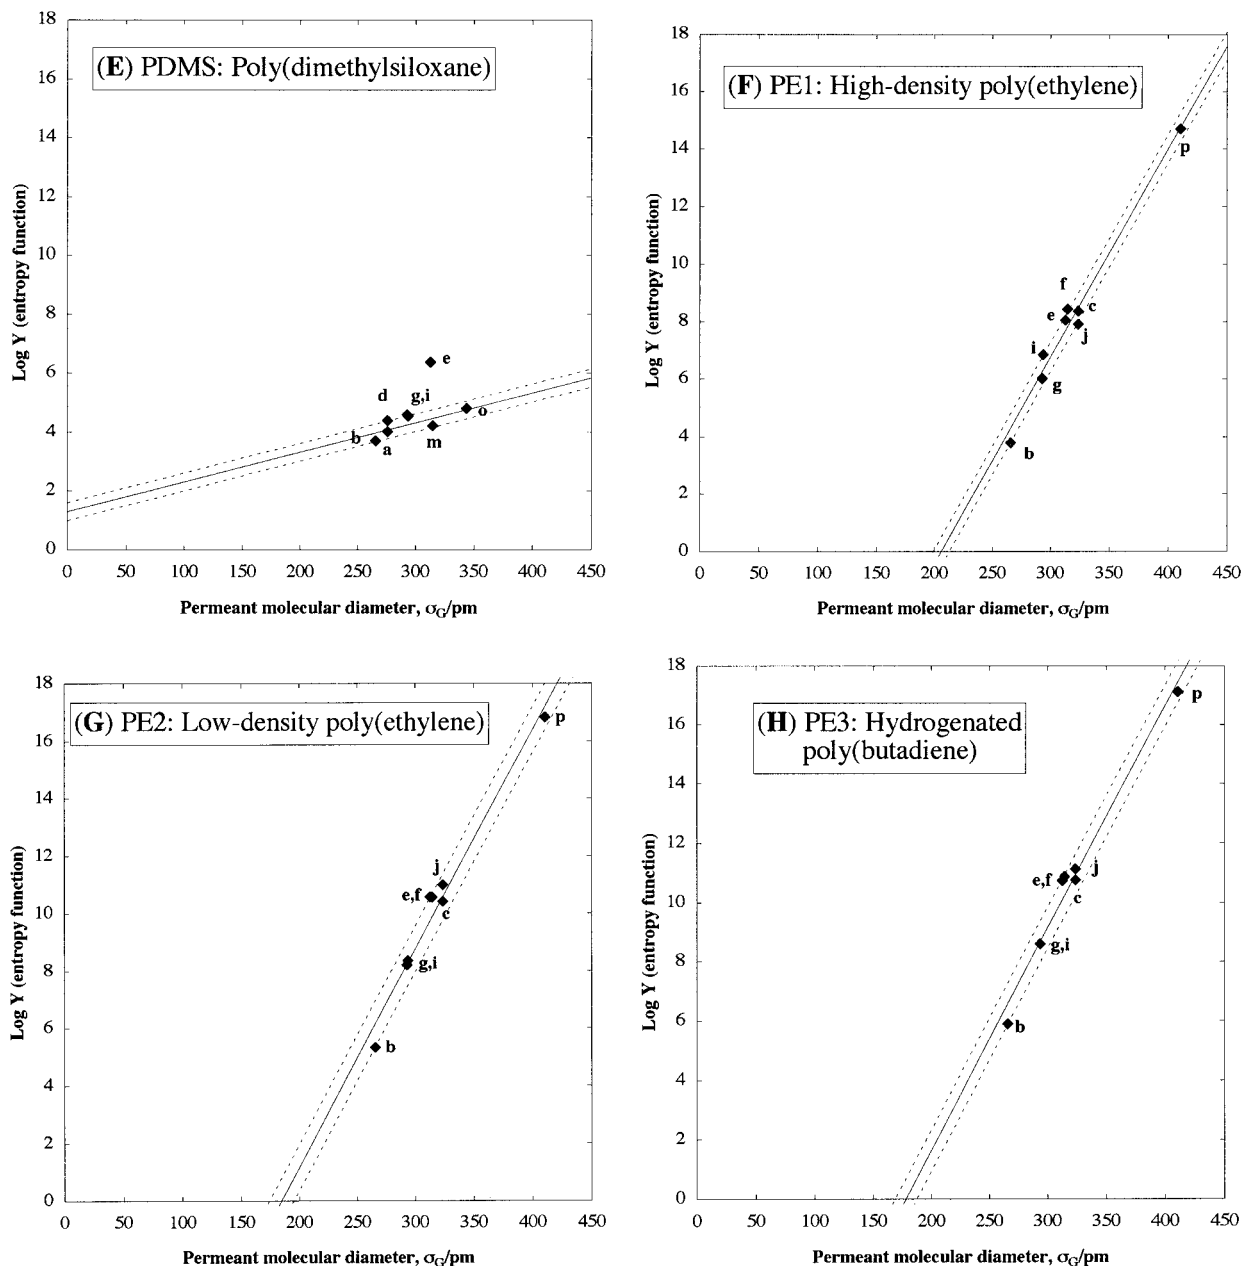 (E) PDMS: Poly(dimethylsiloxane)
Log Y (entropy function)
18
16
14
12
10
8
6
4
2
0
e
d
g,i
b
a
m
o
0 50 100 150 200 250 300 350 400 450
Permeant molecular diameter, σG/pm
(F) PE1: High-density poly(ethylene)
Log Y (entropy function)
18
16
14
12
10
8
6
4
2
0
p
f
e
c
j
i
g
b
0 50 100 150 200 250 300 350 400 450
Permeant molecular diameter, σG/pm
(G) PE2: Low-density poly(ethylene)
Log Y (entropy function)
18
16
14
12
10
8
6
4
2
0
p
j
e,f
c
g,i
b
0 50 100 150 200 250 300 350 400 450
Permeant molecular diameter, σG/pm
(H) PE3: Hydrogenated
poly(butadiene)
Log Y (entropy function)
18
16
14
12
10
8
6
4
2
0
p
j
e,f
c
g,i
b
0 50 100 150 200 250 300 350 400 450
Permeant molecular diameter, σG/pm